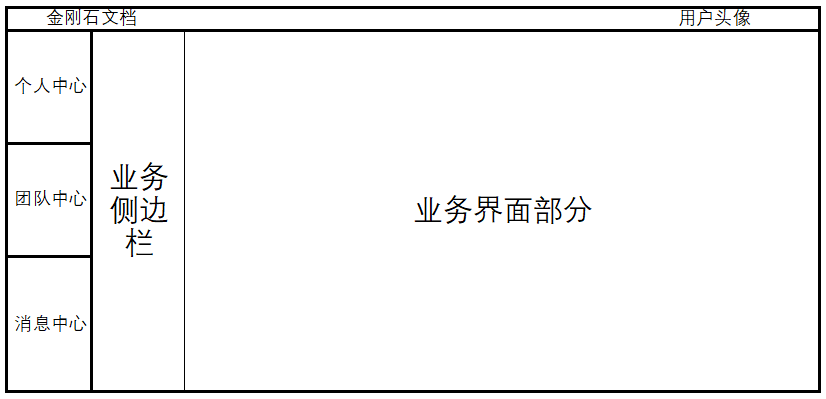 金刚石文档
用户头像
个人中心
团队中心
消息中心
业务
侧边
栏
业务界面部分